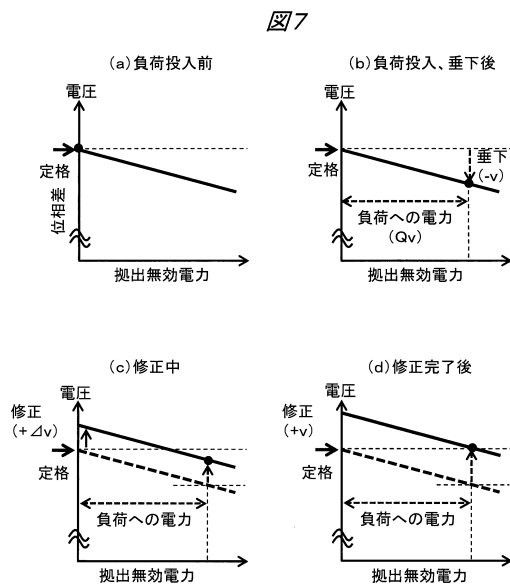 図7
(a)負荷投入前
電圧
定格
位相差
拠出無効電力
(b)負荷投入、垂下後
電圧
定格
垂下
(-v)
負荷への電力
(Qv)
拠出無効電力
(c)修正中
電圧
修正
(+⊿v)
定格
負荷への電力
拠出無効電力
(d)修正完了後
電圧
修正
(+v)
定格
負荷への電力
拠出無効電力